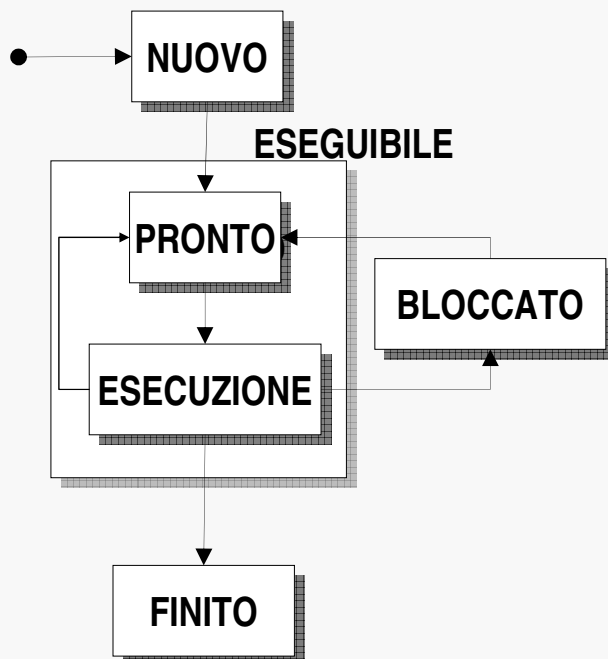 NUOVO
ESEGUIBILE
PRONTO
BLOCCATO
ESECUZIONE
FINITO